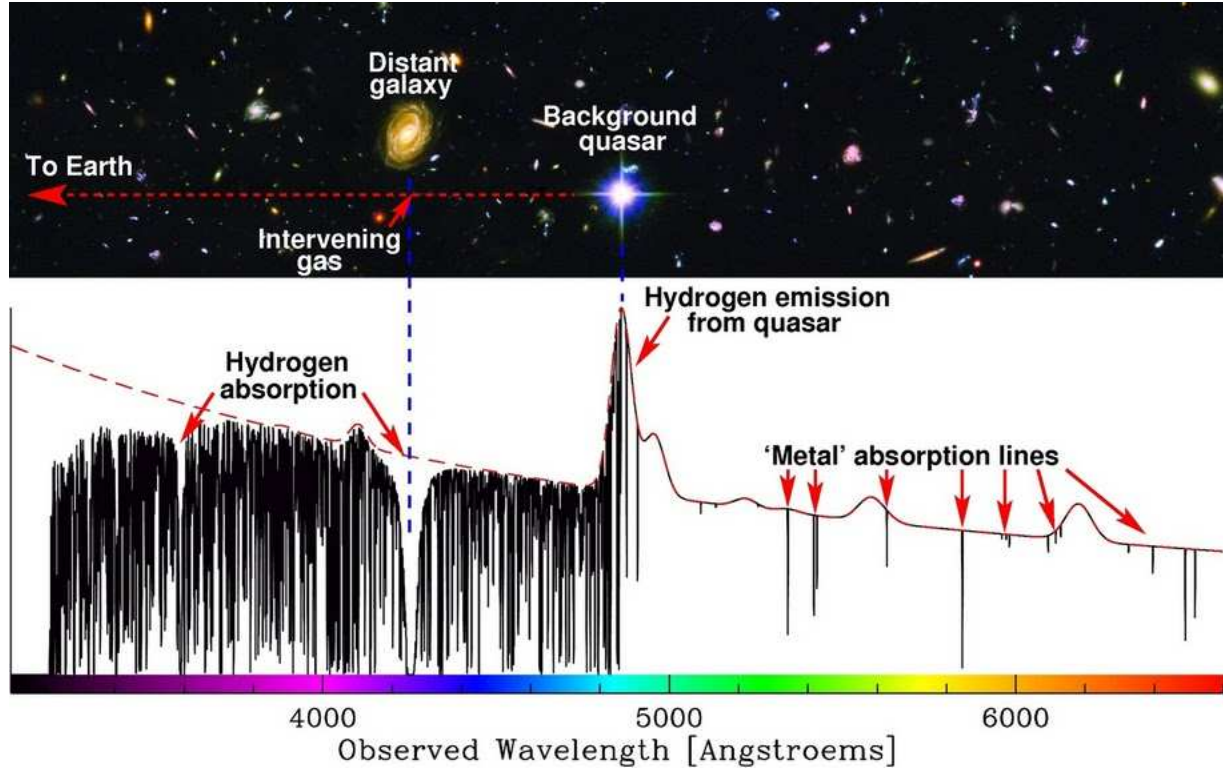 Distant
galaxy
Background
quasar
To Earth
Intervening
gas
Hydrogen emission
from quasar
Hydrogen
absorption
‘Metal’ absorption lines
4000 5000 6000
Observed Wavelength [Angstroems]